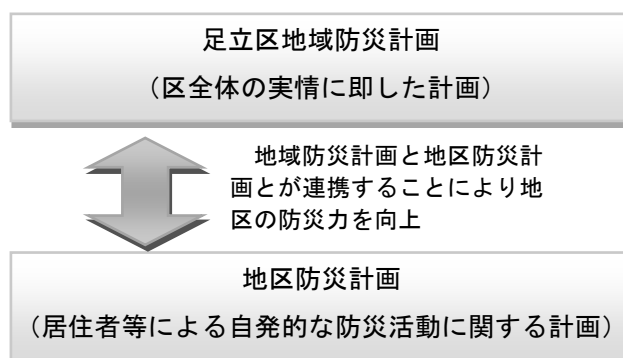 足立区地域防災計画
（区全体の実情に即した計画）
地域防災計画と地区防災計
画とが連携することにより地
区の防災力を向上
地区防災計画
（居住者等による自発的な防災活動に関する計画）